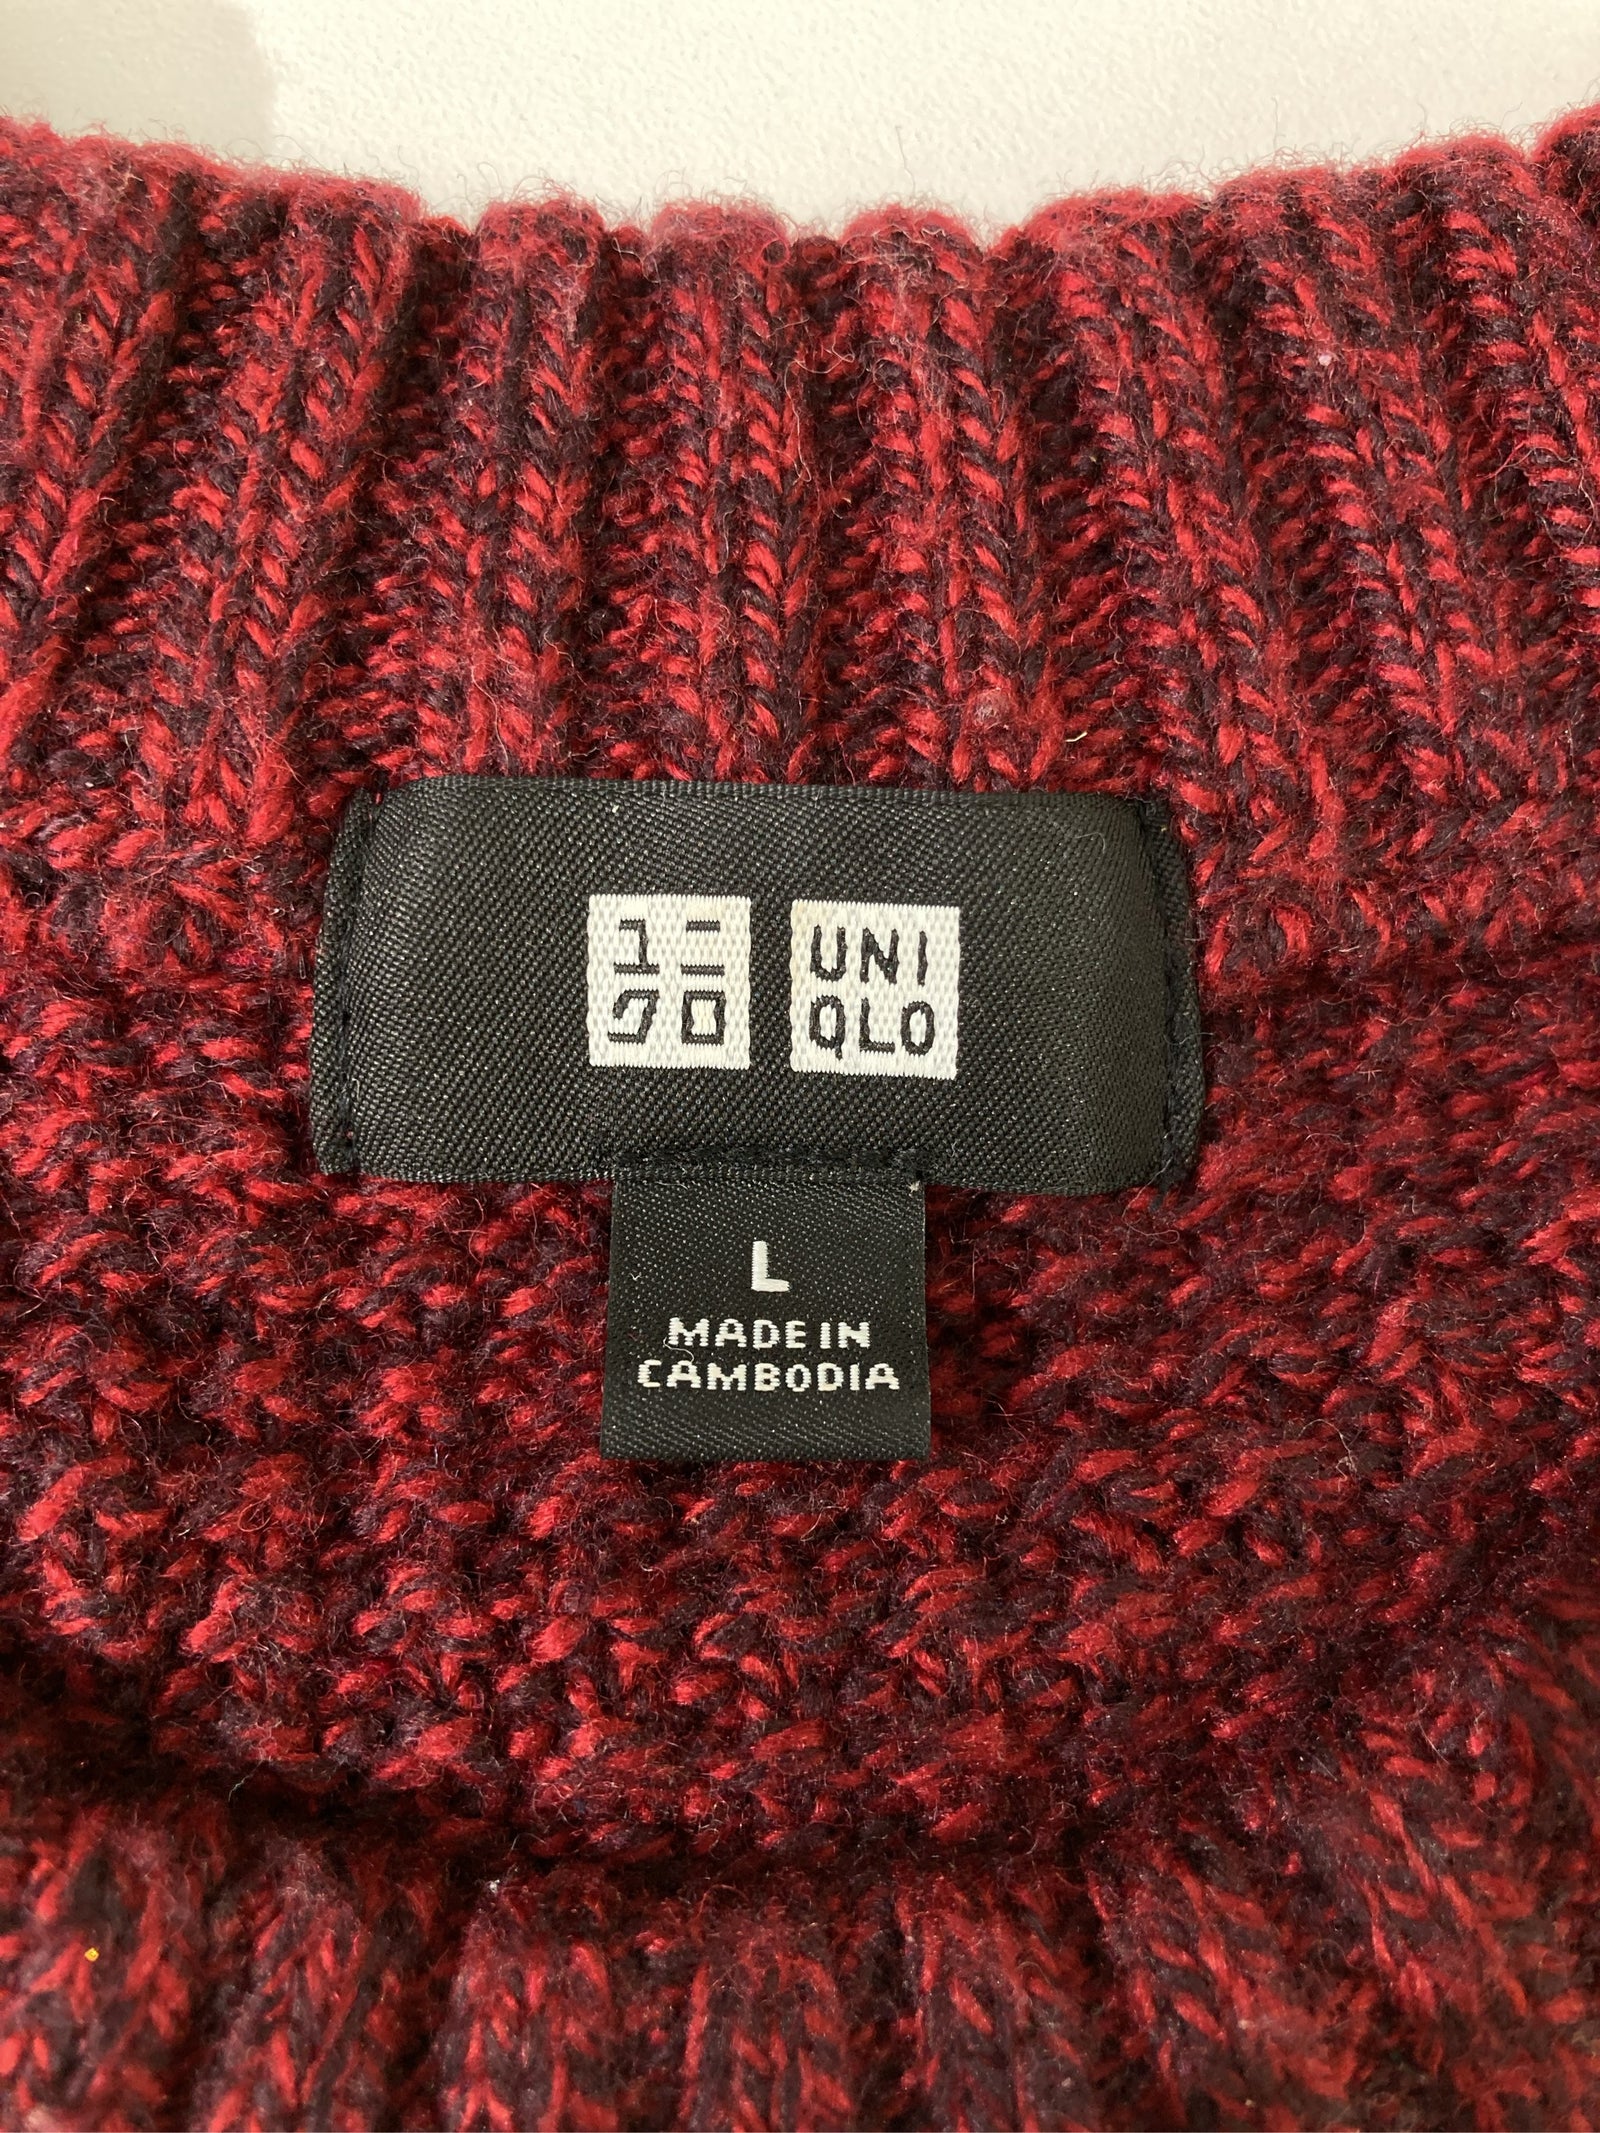 ユニ
クロ
UNI
QLO
L
MADE IN
CAMBODIA